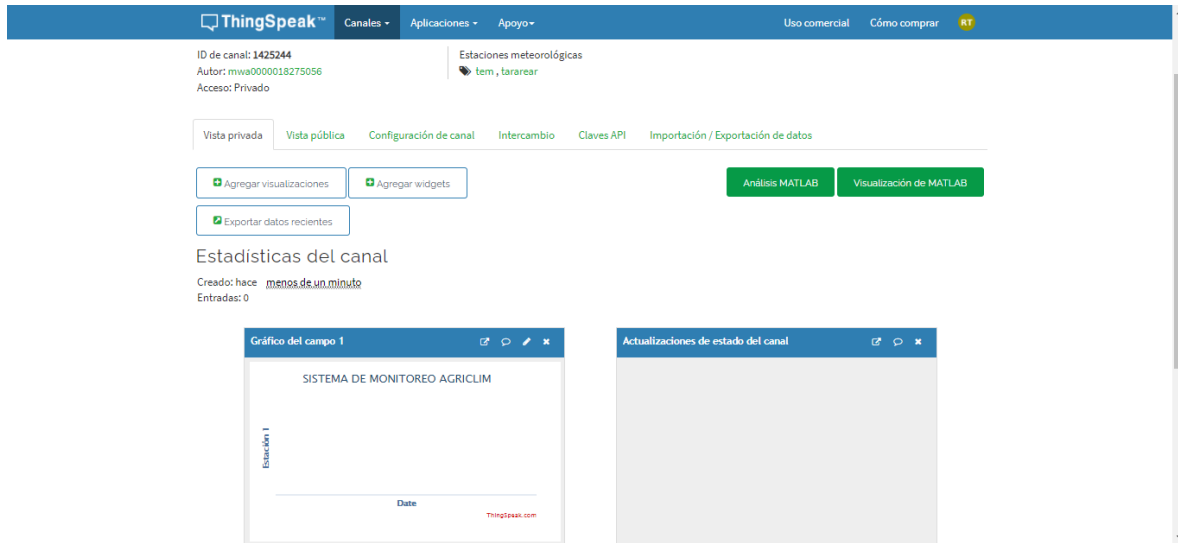 ThingSpeak™ Canales Aplicaciones Apoyo Uso comercial Cómo comprar RT
ID de canal: 1425244
Autor: mwa0000018275056
Acceso: Privado
Estaciones meteorológicas
tem , tararear
Vista privada Vista pública Configuración de canal Intercambio Claves API Importación / Exportación de datos
Agregar visualizaciones Agregar widgets Análisis MATLAB Visualización de MATLAB
Exportar datos recientes
Estadísticas del canal
Creado: hace menos de un minuto
Entradas: 0
Gráfico del campo 1
SISTEMA DE MONITOREO AGRICLIM
Estación 1
Date
ThingSpeak.com
Actualizaciones de estado del canal